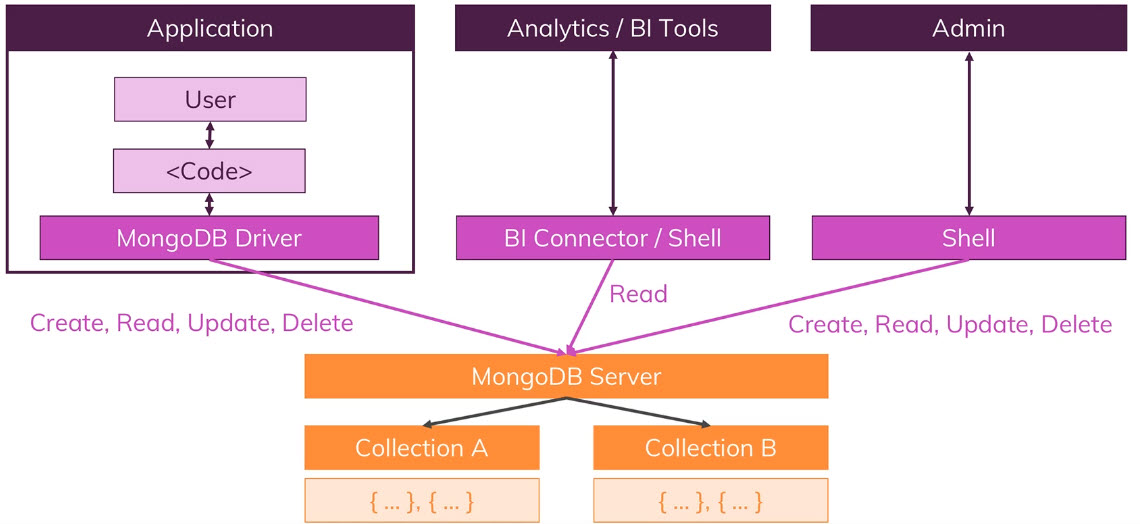 Application
Analytics / BI Tools
Admin
User
<Code>
MongoDB Driver
BI Connector / Shell
Shell
Read
Create, Read, Update, Delete
Create, Read, Update, Delete
MongoDB Server
Collection A
Collection B
{ ... }, { ... }
{ ... }, { ... }